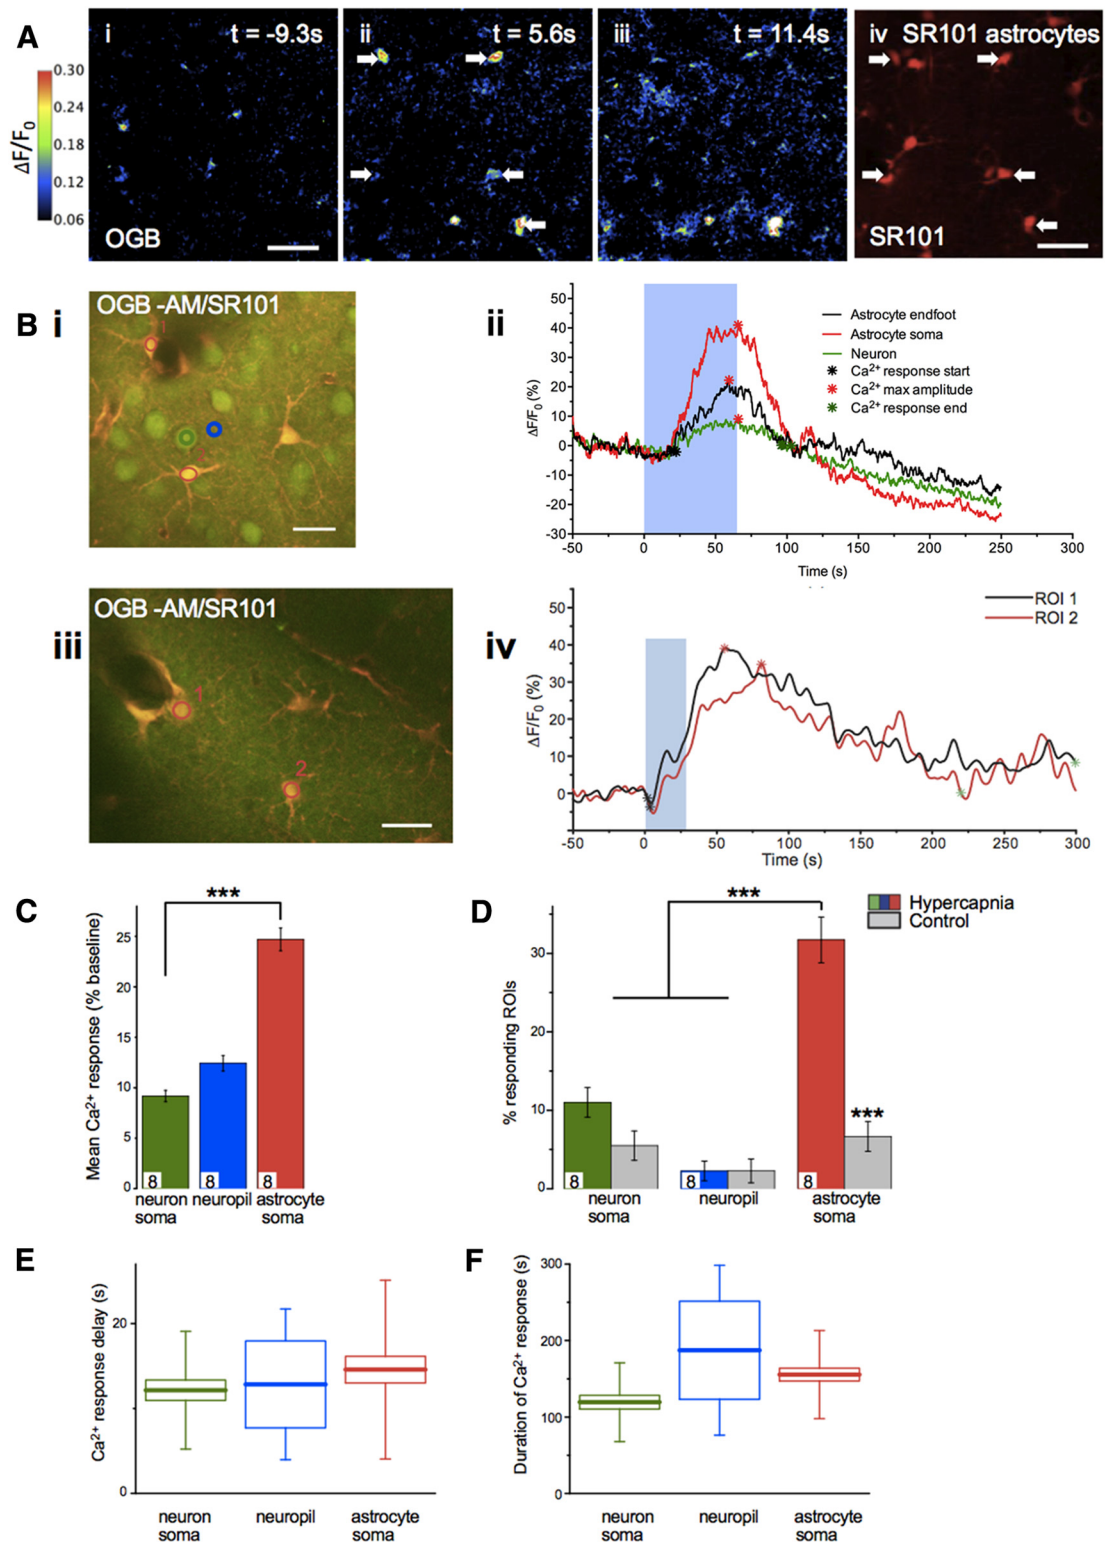 A
i
t = -9.3s
OGB
ii
t = 5.6s
iii
t = 11.4s
iv SR101 astrocytes
SR101
0.30
0.24
0.18
0.12
0.06
ΔF/F0
B i
OGB -AM/SR101
1
2
ii
50
40
30
20
10
0
-10
-20
-30
ΔF/F0 (%)
-50 0 50 100 150 200 250 300
Time (s)
Astrocyte endfoot
Astrocyte soma
Neuron
Ca2+ response start
Ca2+ max amplitude
Ca2+ response end
iii
OGB -AM/SR101
1
2
iv
50
40
30
20
10
0
ΔF/F0 (%)
-50 0 50 100 150 200 250 300
Time (s)
ROI 1
ROI 2
C
***
Mean Ca2+ response (% baseline)
25
20
15
10
5
0
8 8 8
neuron soma
neuropil
astrocyte soma
D
***
Hypercapnia
Control
% responding ROIs
30
20
10
0
***
8 8 8
neuron soma
neuropil
astrocyte soma
E
Ca2+ response delay (s)
20
0
neuron soma
neuropil
astrocyte soma
F
Duration of Ca2+ response (s)
300
200
100
0
neuron soma
neuropil
astrocyte soma